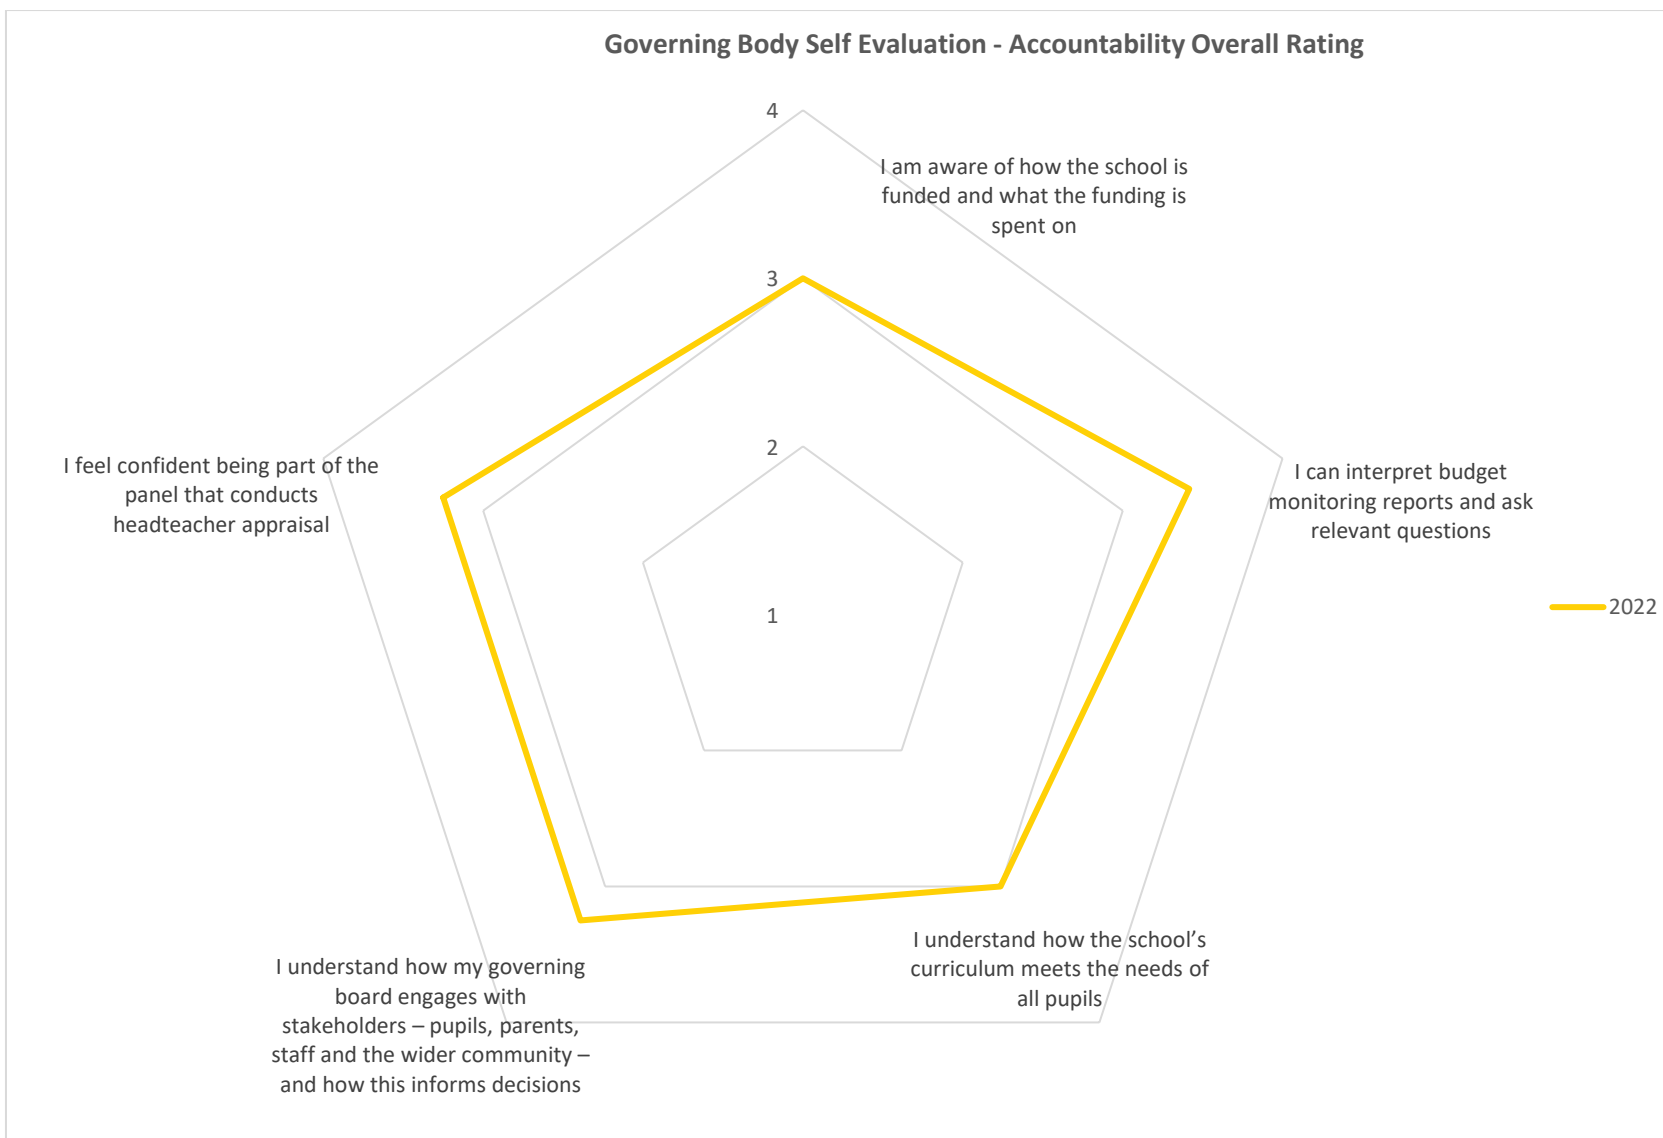 Governing Body Self Evaluation - Accountability Overall Rating
4
I am aware of how the school is
funded and what the funding is
spent on
3
2
I feel confident being part of the
panel that conducts
headteacher appraisal
I can interpret budget
monitoring reports and ask
relevant questions
1
2022
I understand how the school’s
curriculum meets the needs of
all pupils
I understand how my governing
board engages with
stakeholders – pupils, parents,
staff and the wider community –
and how this informs decisions